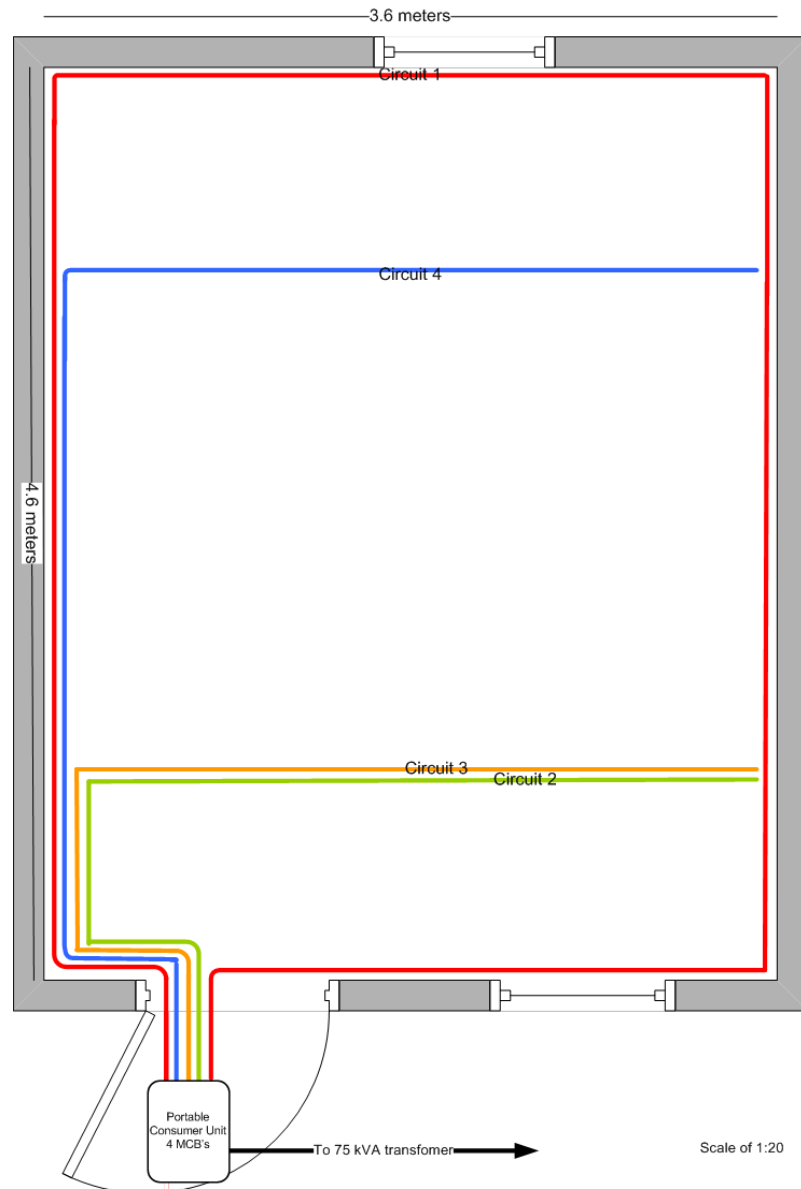 3.6 meters
Circuit 1
Circuit 4
4.6 meters
Circuit 3
Circuit 2
Portable
Consumer Unit
4 MCB's
To 75 kVA transfomer
Scale of 1:20